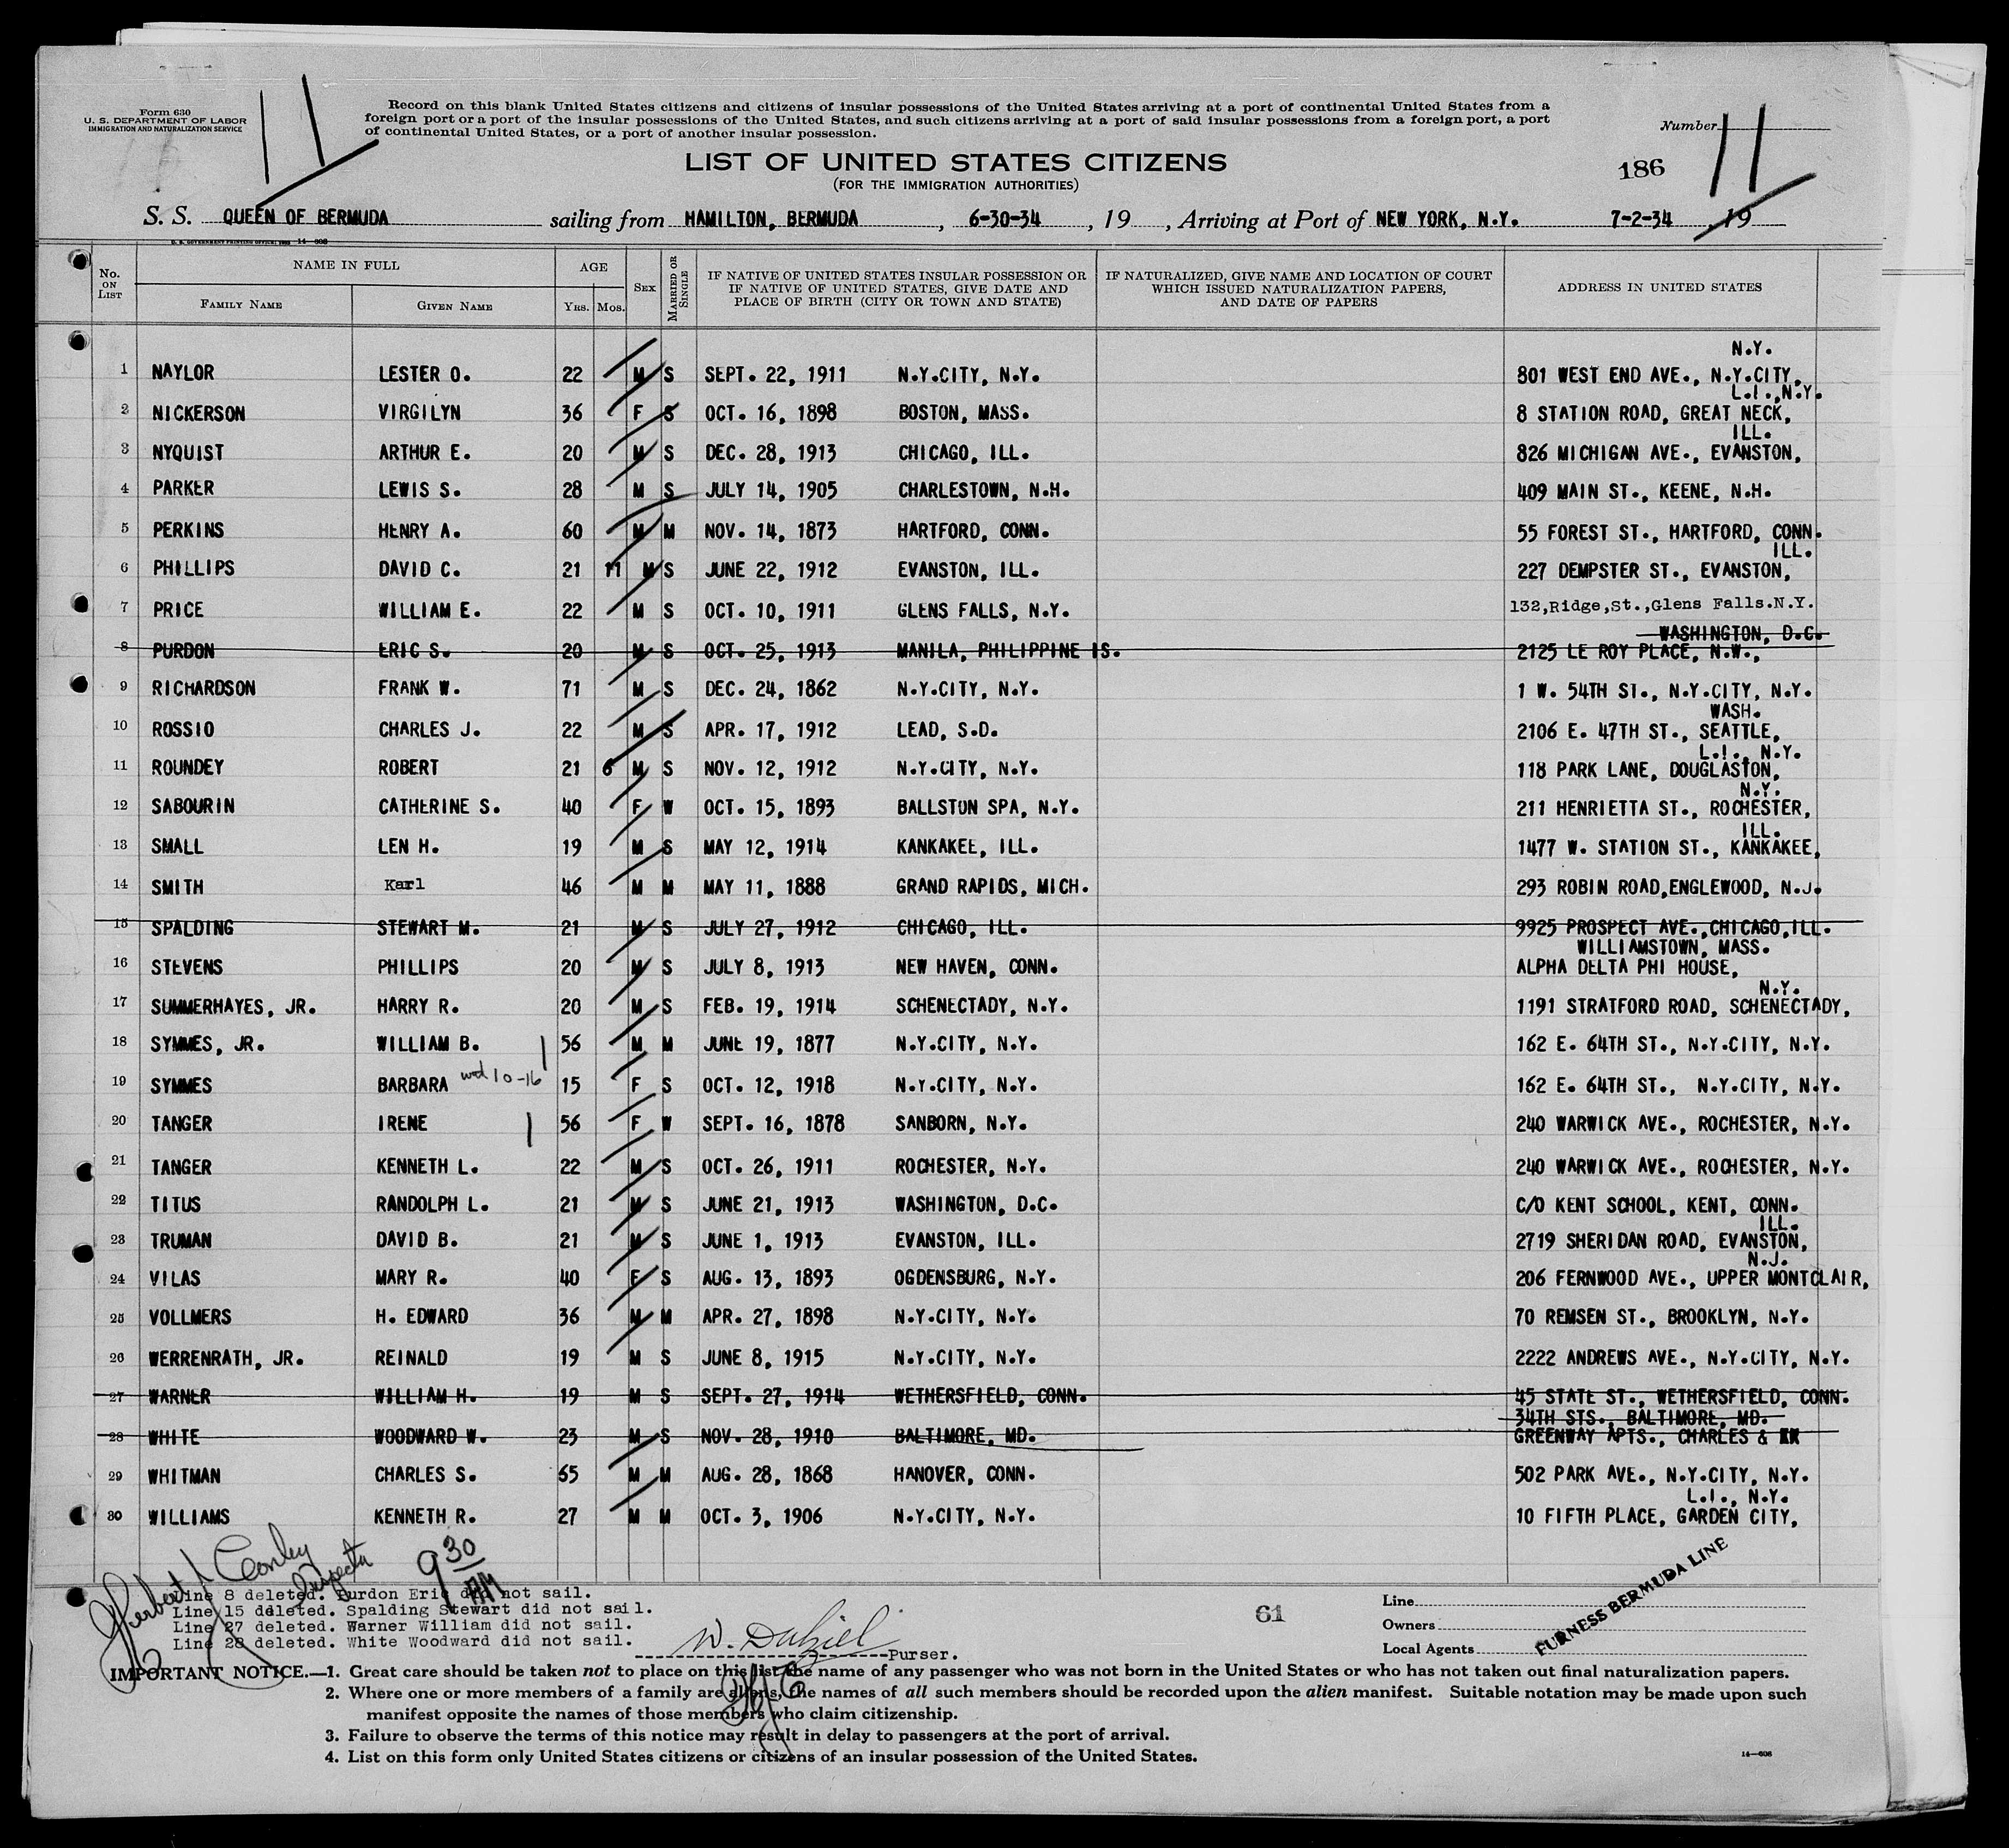 Form 630
U. S. DEPARTMENT OF LABOR
IMMIGRATION AND NATURALIZATION SERVICE
11
Record on this blank United States citizens and citizens of insular possessions of the United States arriving at a port of continental United States from a
foreign port or a port of the insular possessions of the United States, and such citizens arriving at a port of said insular possessions from a foreign port, a port
of continental United States, or a port of another insular possession.
Number 11
186
LIST OF UNITED STATES CITIZENS
(FOR THE IMMIGRATION AUTHORITIES)
S. S. QUEEN OF BERMUDA sailing from HAMILTON, BERMUDA, 6-30-34, 19 , Arriving at Port of NEW YORK, N.Y. 7-2-34, 19
No. ON LIST
NAME IN FULL
FAMILY NAME
GIVEN NAME
AGE
YRS. MOS.
SEX
MARRIED OR SINGLE
IF NATIVE OF UNITED STATES INSULAR POSSESSION OR
IF NATIVE OF UNITED STATES, GIVE DATE AND
PLACE OF BIRTH (CITY OR TOWN AND STATE)
IF NATURALIZED, GIVE NAME AND LOCATION OF COURT
WHICH ISSUED NATURALIZATION PAPERS,
AND DATE OF PAPERS
ADDRESS IN UNITED STATES
N.Y.
1 NAYLOR LESTER O. 22 M S SEPT. 22, 1911 N.Y.CITY, N.Y. 801 WEST END AVE., N.Y.CITY,
L.I.,N.Y.
2 NICKERSON VIRGILYN 36 F S OCT. 16, 1898 BOSTON, MASS. 8 STATION ROAD, GREAT NECK,
ILL.
3 NYQUIST ARTHUR E. 20 M S DEC. 28, 1913 CHICAGO, ILL. 826 MICHIGAN AVE., EVANSTON,
4 PARKER LEWIS S. 28 M S JULY 14, 1905 CHARLESTOWN, N.H. 409 MAIN ST., KEENE, N.H.
5 PERKINS HENRY A. 60 M M NOV. 14, 1873 HARTFORD, CONN. 55 FOREST ST., HARTFORD, CONN.
ILL.
6 PHILLIPS DAVID C. 21 11 M S JUNE 22, 1912 EVANSTON, ILL. 227 DEMPSTER ST., EVANSTON,
7 PRICE WILLIAM E. 22 M S OCT. 10, 1911 GLENS FALLS, N.Y. 132,Ridge,St.,Glens Falls.N.Y.
WASHINGTON, D.C.
8 PURDON ERIC S. 20 M S OCT. 25, 1913 MANILA, PHILIPPINE IS. 2125 LE ROY PLACE, N.W.,
9 RICHARDSON FRANK W. 71 M S DEC. 24, 1862 N.Y.CITY, N.Y. 1 W. 54TH ST., N.Y.CITY, N.Y.
WASH.
10 ROSSIO CHARLES J. 22 M S APR. 17, 1912 LEAD, S.D. 2106 E. 47TH ST., SEATTLE,
L.I., N.Y.
11 ROUNDEY ROBERT 21 6 M S NOV. 12, 1912 N.Y.CITY, N.Y. 118 PARK LANE, DOUGLASTON,
N.Y.
12 SABOURIN CATHERINE S. 40 F W OCT. 15, 1893 BALLSTON SPA, N.Y. 211 HENRIETTA ST., ROCHESTER,
ILL.
13 SMALL LEN H. 19 M S MAY 12, 1914 KANKAKEE, ILL. 1477 W. STATION ST., KANKAKEE,
14 SMITH Karl 46 M M MAY 11, 1888 GRAND RAPIDS, MICH. 293 ROBIN ROAD,ENGLEWOOD, N.J.
15 SPALDING STEWART M. 21 M S JULY 27, 1912 CHICAGO, ILL. 9925 PROSPECT AVE.,CHICAGO,ILL.
WILLIAMSTOWN, MASS.
16 STEVENS PHILLIPS 20 M S JULY 8, 1913 NEW HAVEN, CONN. ALPHA DELTA PHI HOUSE,
N.Y.
17 SUMMERHAYES, JR. HARRY R. 20 M S FEB. 19, 1914 SCHENECTADY, N.Y. 1191 STRATFORD ROAD, SCHENECTADY,
18 SYMMES, JR. WILLIAM B. 56 M M JUNE 19, 1877 N.Y.CITY, N.Y. 162 E. 64TH ST., N.Y.CITY, N.Y.
19 SYMMES BARBARA 10-16 15 F S OCT. 12, 1918 N.Y.CITY, N.Y. 162 E. 64TH ST., N.Y.CITY, N.Y.
20 TANGER IRENE 56 F W SEPT. 16, 1878 SANBORN, N.Y. 240 WARWICK AVE., ROCHESTER, N.Y.
21 TANGER KENNETH L. 22 M S OCT. 26, 1911 ROCHESTER, N.Y. 240 WARWICK AVE., ROCHESTER, N.Y.
22 TITUS RANDOLPH L. 21 M S JUNE 21, 1913 WASHINGTON, D.C. C/O KENT SCHOOL, KENT, CONN.
ILL.
23 TRUMAN DAVID B. 21 M S JUNE 1, 1913 EVANSTON, ILL. 2719 SHERIDAN ROAD, EVANSTON,
N.J.
24 VILAS MARY R. 40 F S AUG. 13, 1893 OGDENSBURG, N.Y. 206 FERNWOOD AVE., UPPER MONTCLAIR,
25 VOLLMERS H. EDWARD 36 M M APR. 27, 1898 N.Y.CITY, N.Y. 70 REMSEN ST., BROOKLYN, N.Y.
26 WERRENRATH, JR. REINALD 19 M S JUNE 8, 1915 N.Y.CITY, N.Y. 2222 ANDREWS AVE., N.Y.CITY, N.Y.
27 WARNER WILLIAM H. 19 M S SEPT. 27, 1914 WETHERSFIELD, CONN. 45 STATE ST., WETHERSFIELD, CONN.
34TH STS., BALTIMORE, MD.
28 WHITE WOODWARD W. 23 M S NOV. 28, 1910 BALTIMORE, MD. GREENWAY APTS., CHARLES &
29 WHITMAN CHARLES S. 65 M M AUG. 28, 1868 HANOVER, CONN. 502 PARK AVE., N.Y.CITY, N.Y.
L.I., N.Y.
30 WILLIAMS KENNETH R. 27 M M OCT. 3, 1906 N.Y.CITY, N.Y. 10 FIFTH PLACE, GARDEN CITY,
Herbert J Conley
Inspector
9 30 AM
Line 8 deleted. Purdon Eric did not sail.
Line 15 deleted. Spalding Stewart did not sail.
Line 27 deleted. Warner William did not sail.
Line 28 deleted. White Woodward did not sail.
W. Dalziel
Purser.
61
Line
Owners
Local Agents
FURNESS BERMUDA LINE
IMPORTANT NOTICE.—1. Great care should be taken not to place on this list the name of any passenger who was not born in the United States or who has not taken out final naturalization papers.
2. Where one or more members of a family are aliens, the names of all such members should be recorded upon the alien manifest. Suitable notation may be made upon such
manifest opposite the names of those members who claim citizenship.
3. Failure to observe the terms of this notice may result in delay to passengers at the port of arrival.
4. List on this form only United States citizens or citizens of an insular possession of the United States.
14—608